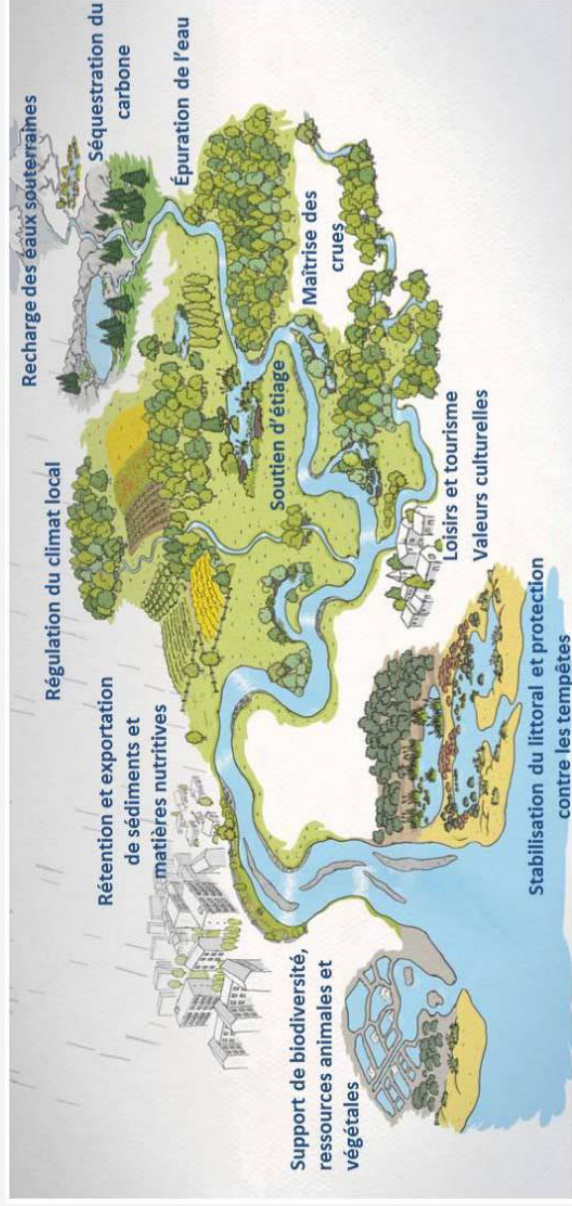 Recharge des eaux souterraines
Séquestration du
carbone
Régulation du climat local
Épuration de l'eau
Rétention et exportation
de sédiments et
matières nutritives
Maîtrise des
crues
Soutien d'étiage
Support de biodiversité,
ressources animales et
végétales
Loisirs et tourisme
Valeurs culturelles
Stabilisation du littoral et protection
contre les tempêtes